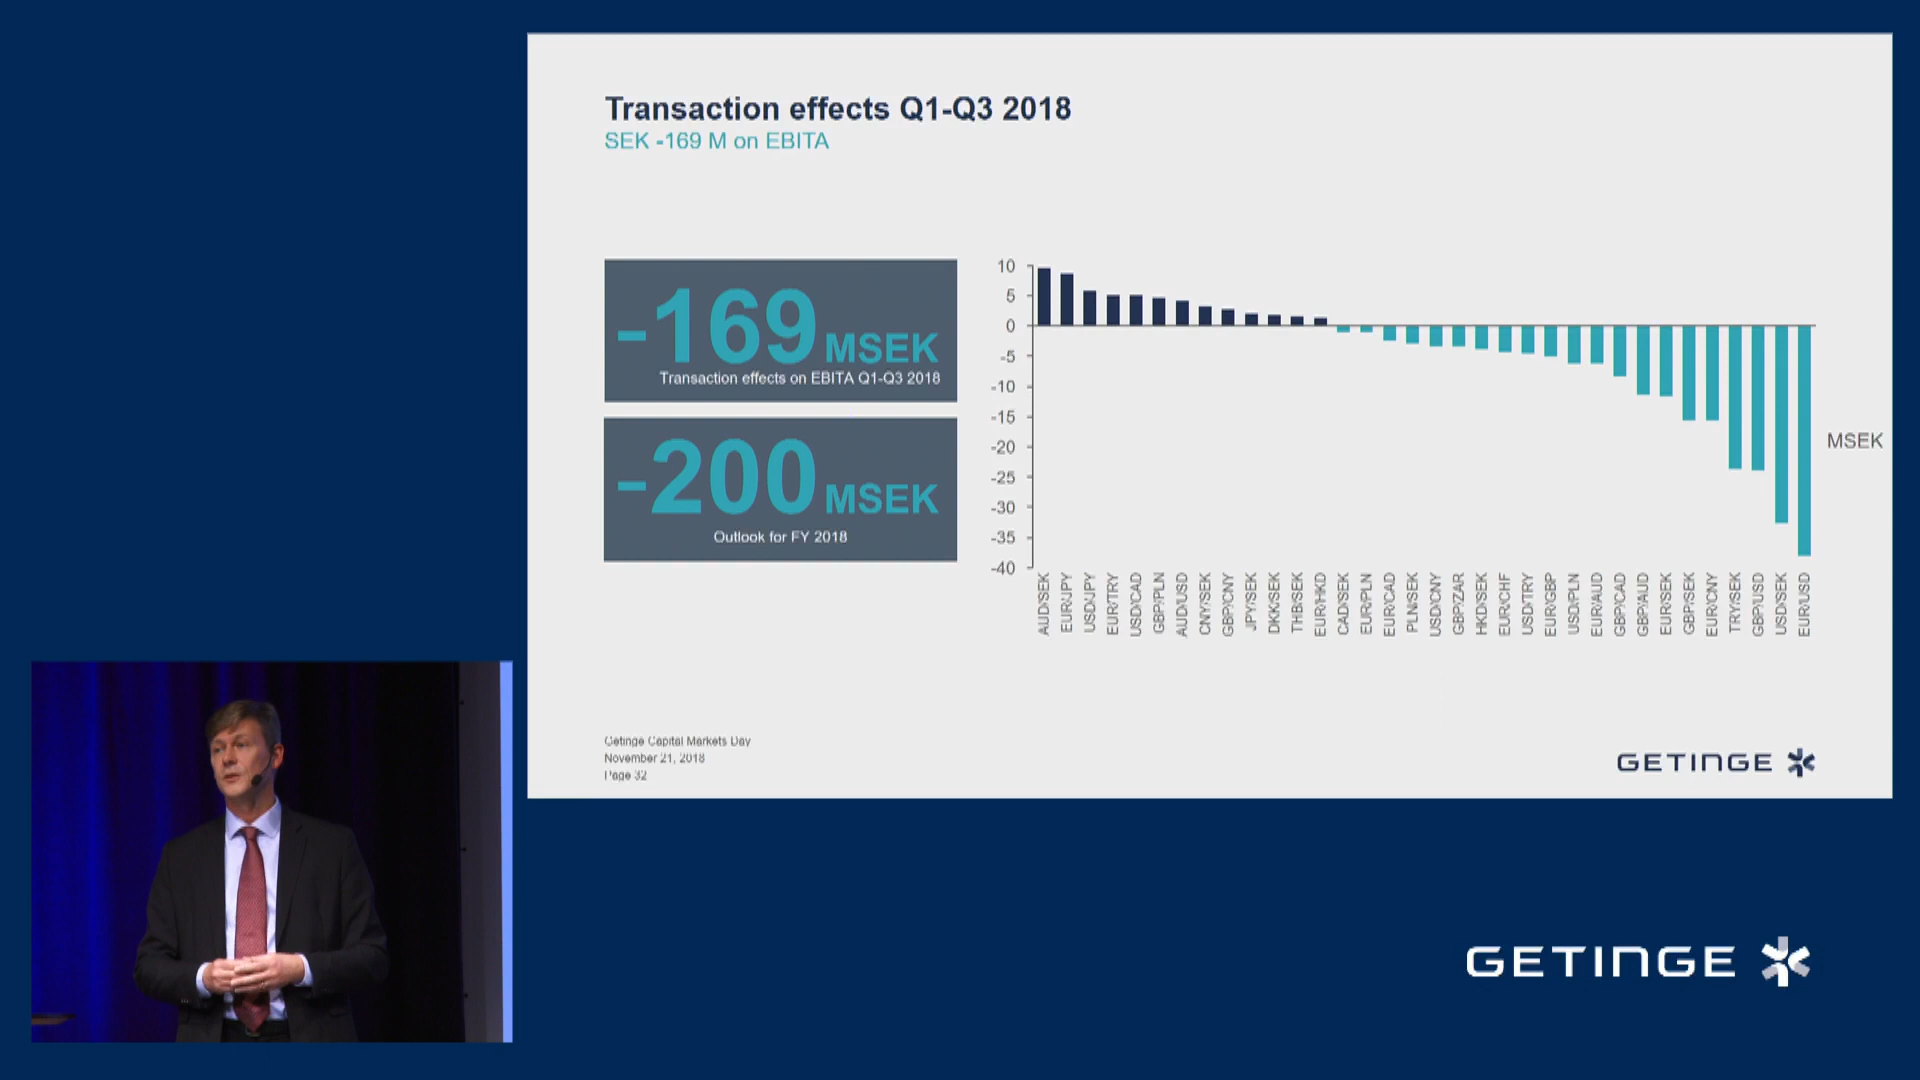 Transaction effects Q1-Q3 2018
SEK -169 M on EBITA
-169 MSEK
Transaction effects on EBITA Q1-Q3 2018
-200 MSEK
Outlook for FY 2018
10
5
0
-5
-10
-15
-20
-25
-30
-35
-40
MSEK
AUD/SEK
EUR/JPY
USD/JPY
EUR/TRY
USD/CAD
GBP/PLN
AUD/USD
CNY/SEK
GBP/CNY
JPY/SEK
DKK/SEK
THB/SEK
EUR/HKD
CAD/SEK
EUR/PLN
EUR/CAD
PLN/SEK
USD/CNY
GBP/ZAR
HKD/SEK
EUR/CHF
USD/TRY
EUR/GBP
USD/PLN
EUR/AUD
GBP/CAD
GBP/AUD
EUR/SEK
GBP/SEK
EUR/CNY
TRY/SEK
GBP/USD
USD/SEK
EUR/USD
Getinge Capital Markets Day
November 21, 2018
Page 32
GETINGE
GETINGE